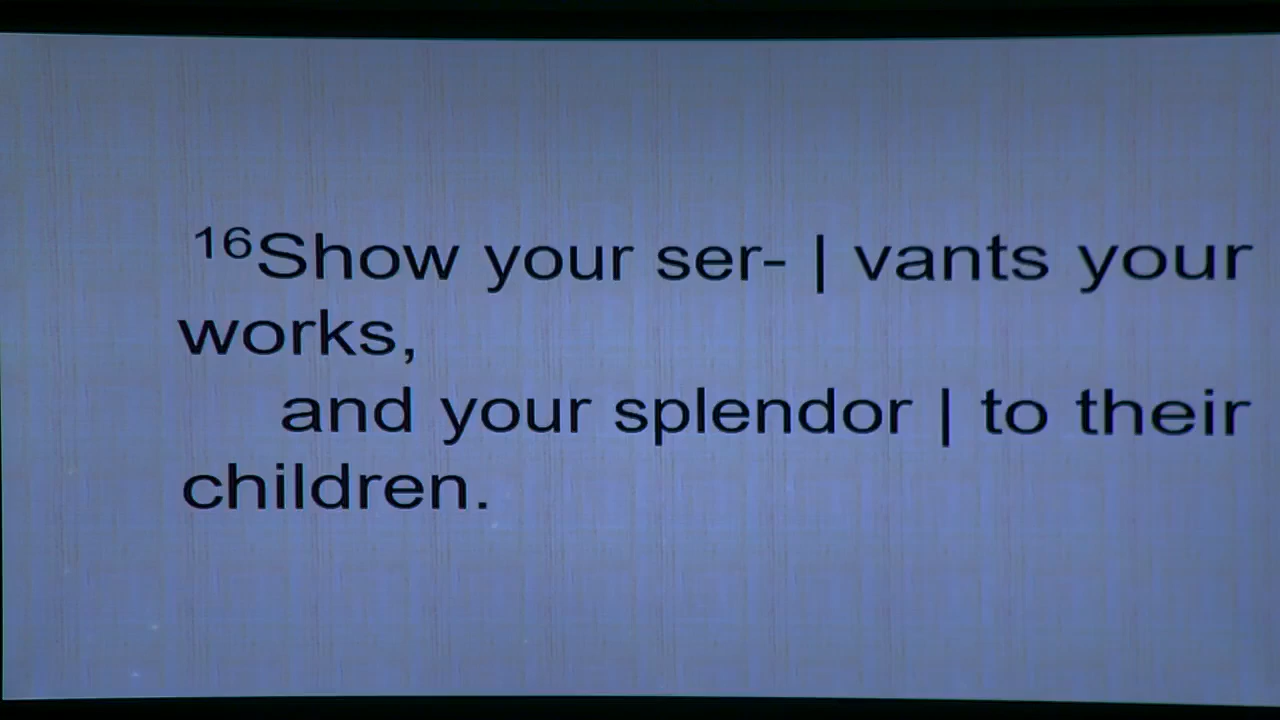 ¹⁶Show your ser- | vants your
works,
and your splendor | to their
children.